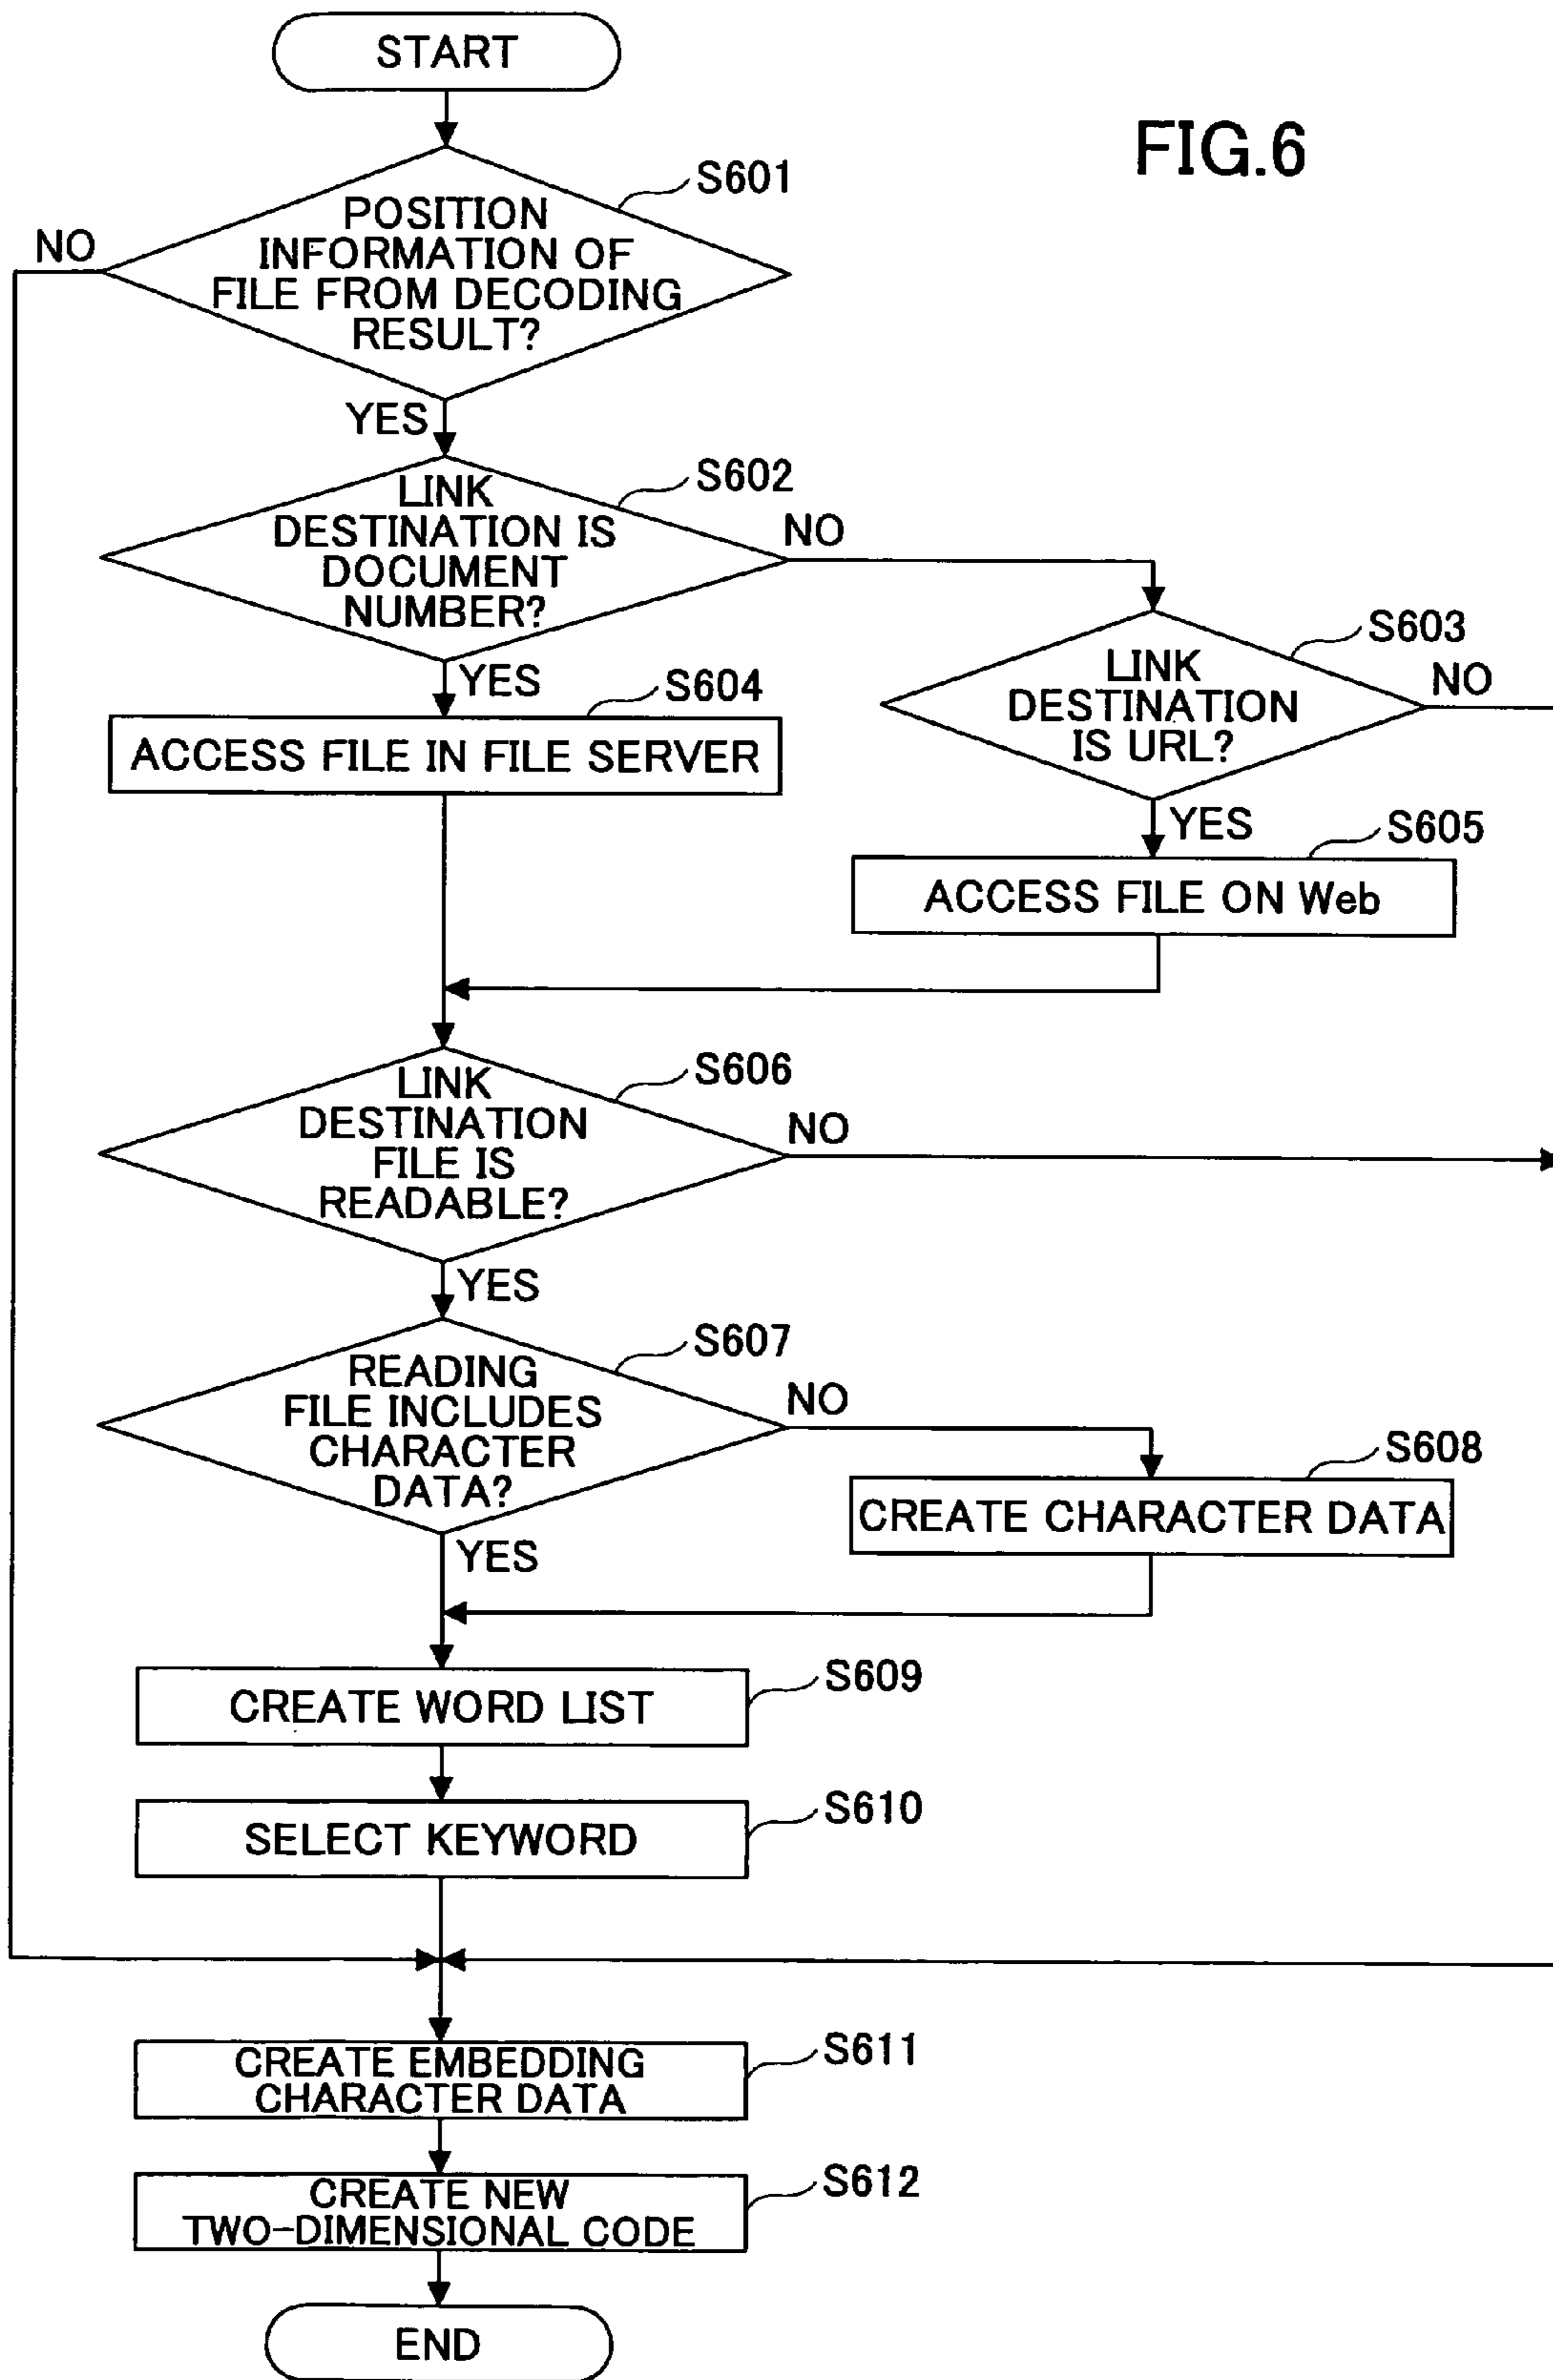 START
FIG.6
S601
POSITION
INFORMATION OF
FILE FROM DECODING
RESULT?
NO
YES
S602
LINK
DESTINATION IS
DOCUMENT
NUMBER?
NO
YES
S603
LINK
DESTINATION
IS URL?
NO
YES
S604
ACCESS FILE IN FILE SERVER
S605
ACCESS FILE ON Web
S606
LINK
DESTINATION
FILE IS
READABLE?
NO
YES
S607
READING
FILE INCLUDES
CHARACTER
DATA?
NO
YES
S608
CREATE CHARACTER DATA
S609
CREATE WORD LIST
S610
SELECT KEYWORD
S611
CREATE EMBEDDING
CHARACTER DATA
S612
CREATE NEW
TWO-DIMENSIONAL CODE
END